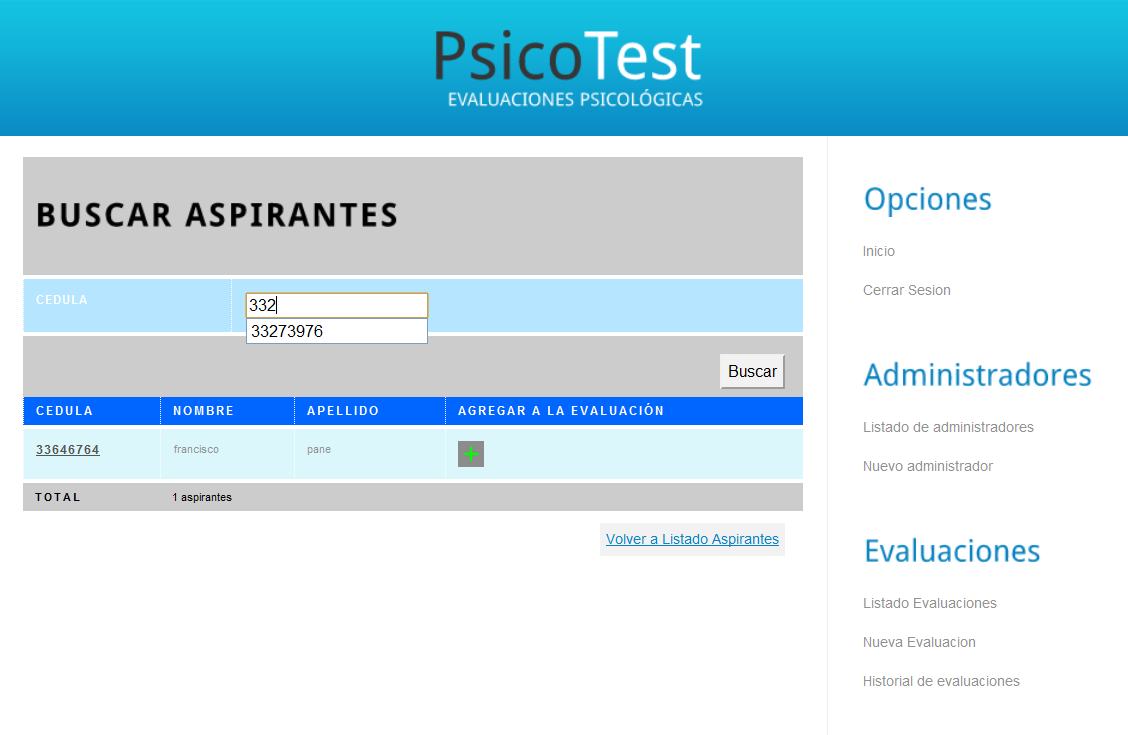 PsicoTest
EVALUACIONES PSICOLÓGICAS
BUSCAR ASPIRANTES
CEDULA
332
33273976
Buscar
CEDULA NOMBRE APELLIDO AGREGAR A LA EVALUACIÓN
33646764 francisco pane
TOTAL 1 aspirantes
Volver a Listado Aspirantes
Opciones
Inicio
Cerrar Sesion
Administradores
Listado de administradores
Nuevo administrador
Evaluaciones
Listado Evaluaciones
Nueva Evaluacion
Historial de evaluaciones